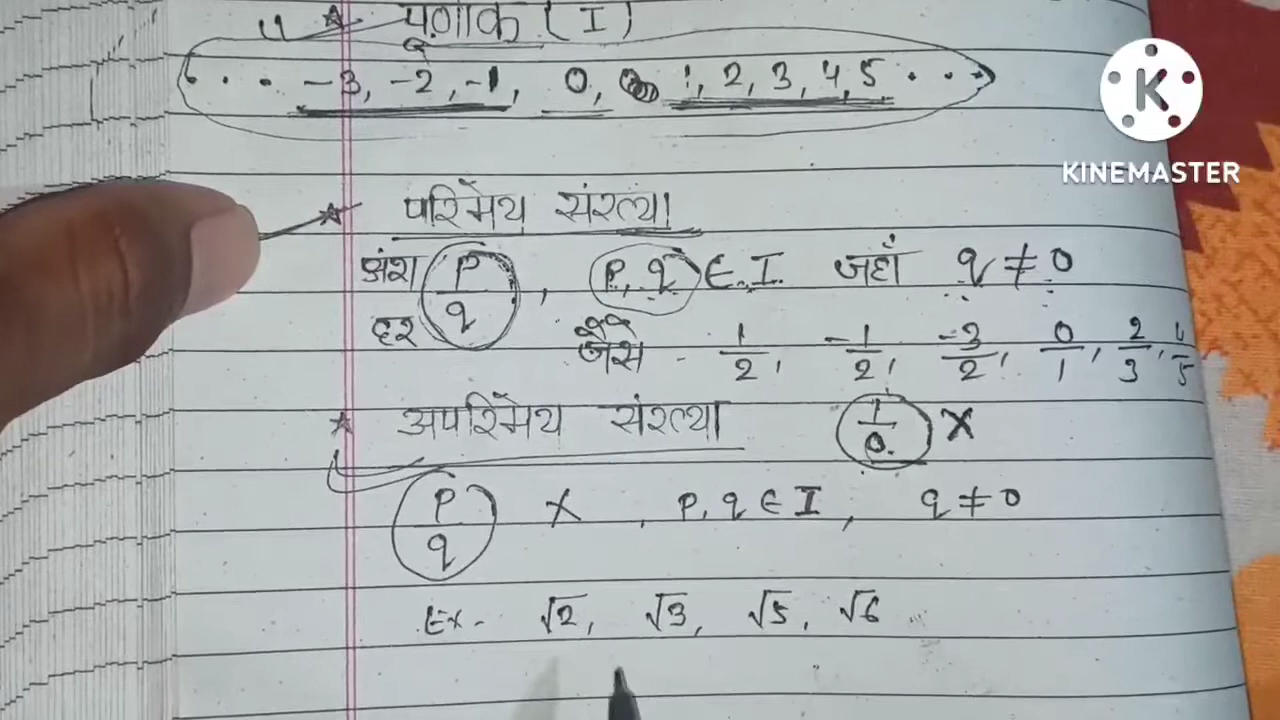 पूर्णांक (I)
... -3, -2, -1, 0, 1, 2, 3, 4, 5 ...
K
KINEMASTER
परिमेय संख्या
अंश p/q हर, p, q ∈ I जहाँ q ≠ 0
जैसे - 1/2, -1/2, -3/2, 0/1, 2/3, 4/5
अपरिमेय संख्या 1/0 X
p/q X, p, q ∈ I, q ≠ 0
Ex- √2, √3, √5, √6